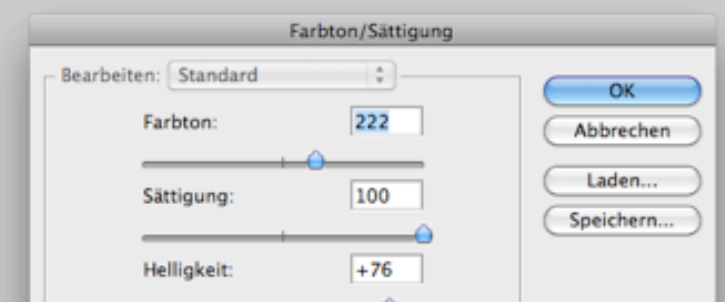 Farbton/Sättigung
Bearbeiten: Standard
OK
Farbton: 222
Abbrechen
Laden...
Sättigung: 100
Speichern...
Helligkeit: +76